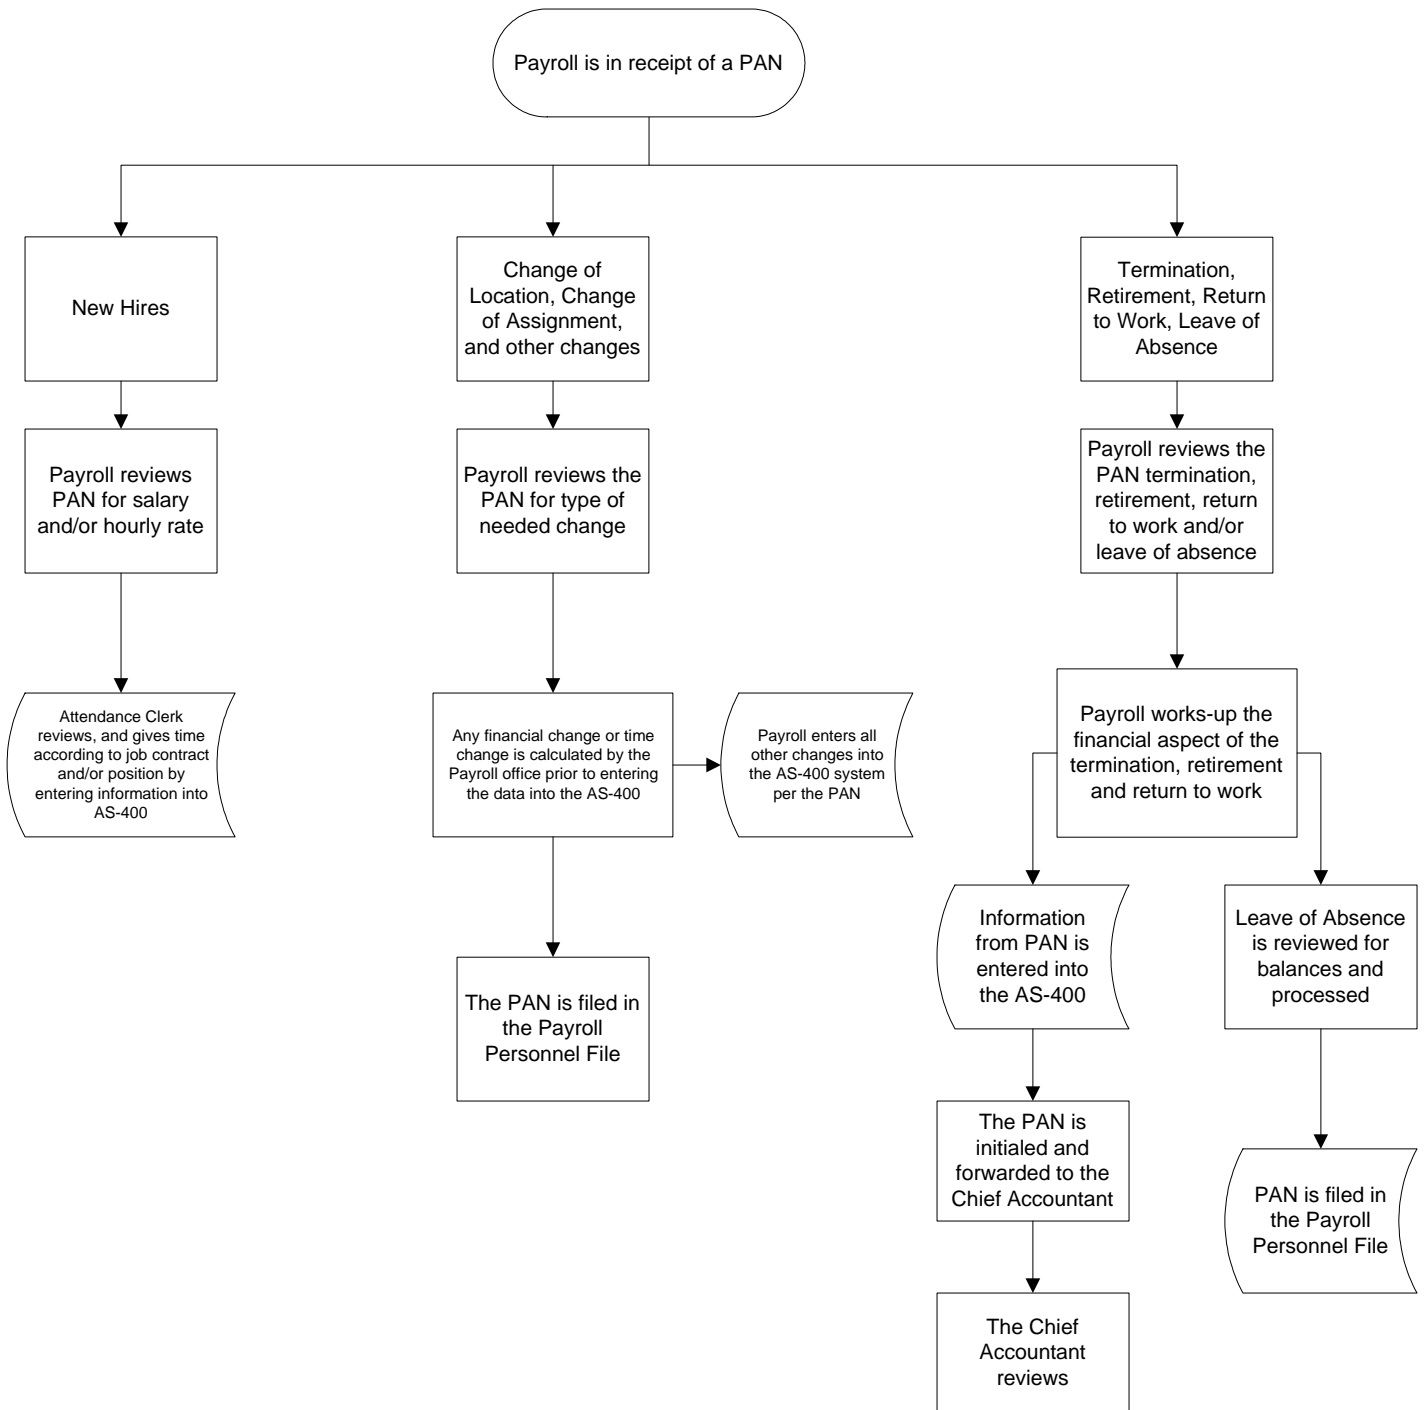 Payroll is in receipt of a PAN
New Hires
Change of
Location, Change
of Assignment,
and other changes
Termination,
Retirement, Return
to Work, Leave of
Absence
Payroll reviews
PAN for salary
and/or hourly rate
Payroll reviews the
PAN for type of
needed change
Payroll reviews the
PAN termination,
retirement, return
to work and/or
leave of absence
Attendance Clerk
reviews, and gives time
according to job contract
and/or position by
entering information into
AS-400
Any financial change or time
change is calculated by the
Payroll office prior to entering
the data into the AS-400
Payroll enters all
other changes into
the AS-400 system
per the PAN
Payroll works-up the
financial aspect of the
termination, retirement
and return to work
Information
from PAN is
entered into
the AS-400
Leave of Absence
is reviewed for
balances and
processed
The PAN is filed in
the Payroll
Personnel File
The PAN is
initialed and
forwarded to the
Chief Accountant
PAN is filed in
the Payroll
Personnel File
The Chief
Accountant
reviews